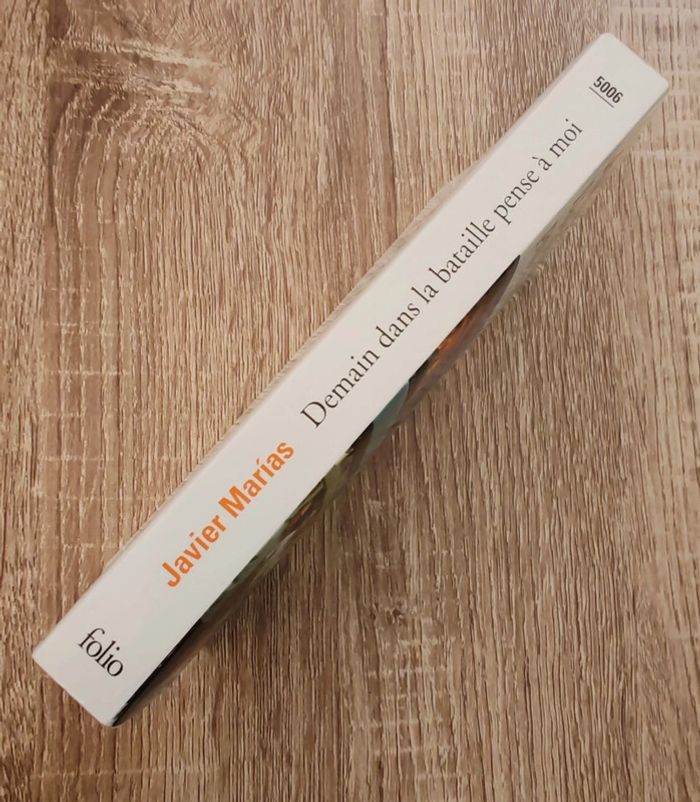 folio
Javier Marías
Demain dans la bataille pense à moi
5006